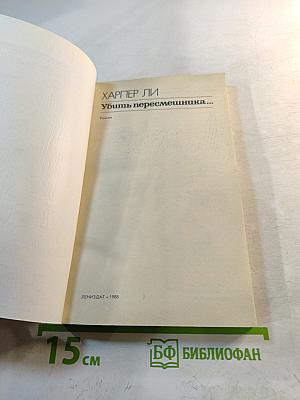 ХАРПЕР ЛИ
Убить пересмешника...
Роман
ЛЕНИЗДАТ • 1988
15 см
БФ БИБЛИОФАН